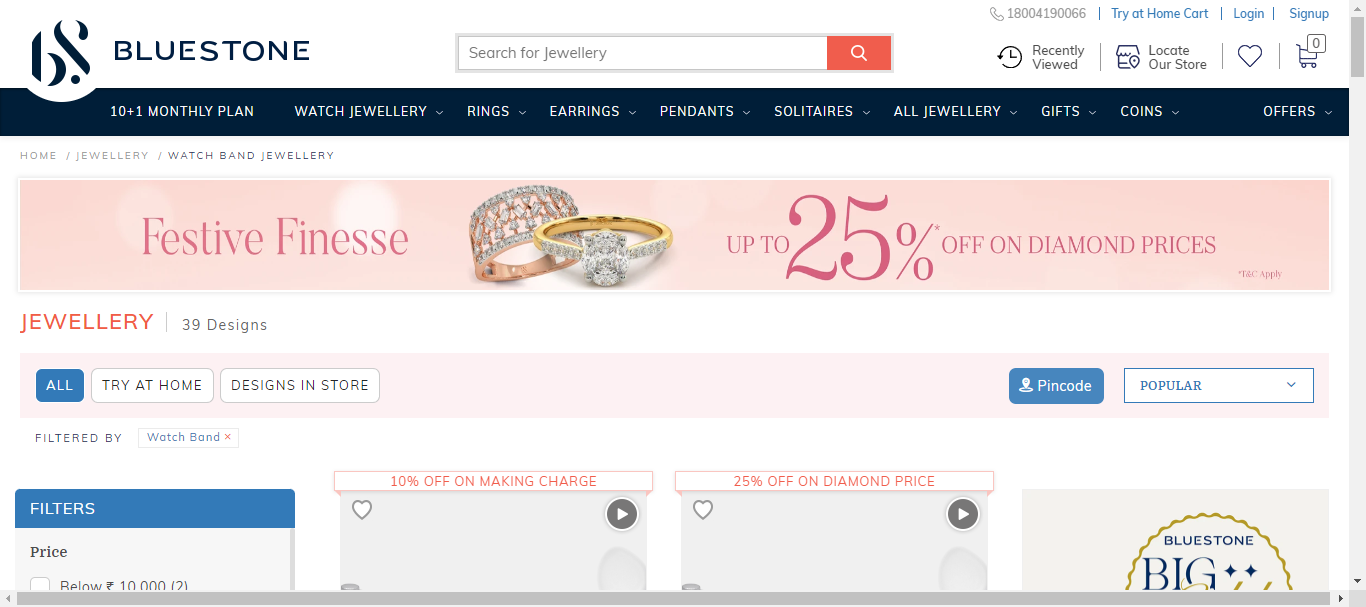 18004190066 | Try at Home Cart | Login | Signup
BLUESTONE
Search for Jewellery
Recently Viewed
Locate Our Store
0
10+1 MONTHLY PLAN WATCH JEWELLERY RINGS EARRINGS PENDANTS SOLITAIRES ALL JEWELLERY GIFTS COINS OFFERS
HOME / JEWELLERY / WATCH BAND JEWELLERY
Festive Finesse UP TO 25%* OFF ON DIAMOND PRICES
*T&C Apply
JEWELLERY | 39 Designs
ALL TRY AT HOME DESIGNS IN STORE Pincode POPULAR
FILTERED BY Watch Band ×
10% OFF ON MAKING CHARGE 25% OFF ON DIAMOND PRICE
FILTERS
Price
Below ₹ 10,000 (2)
BLUESTONE
BIG